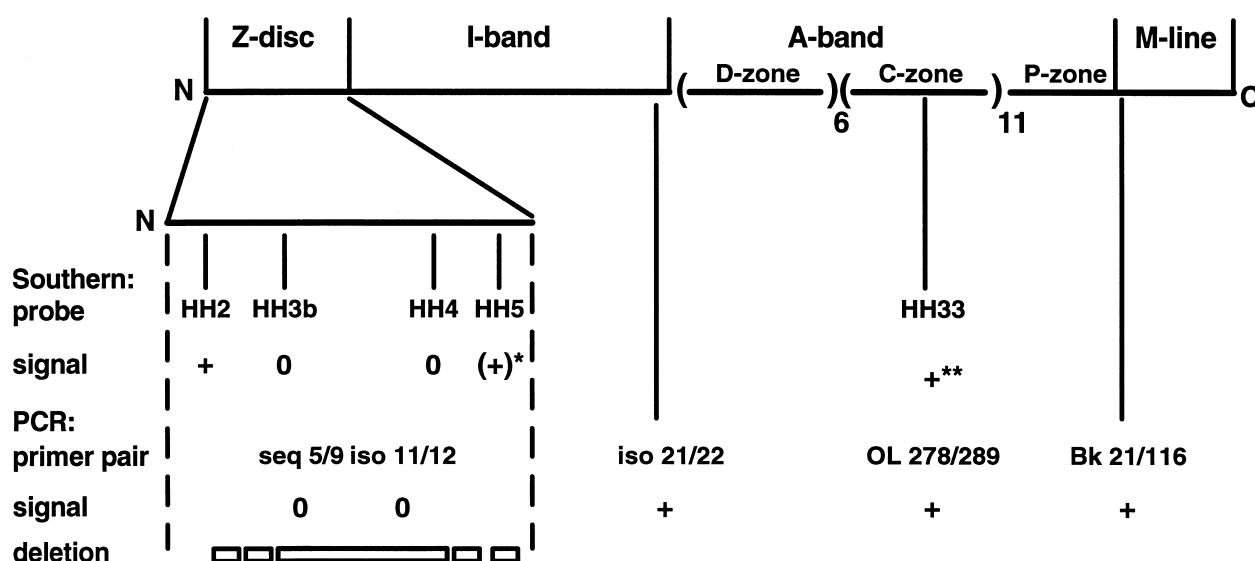 Z-disc I-band A-band M-line
D-zone C-zone P-zone
N ( )( ) C
6 11
N
Southern:
probe HH2 HH3b HH4 HH5 HH33
signal + 0 0 (+)* +**
PCR:
primer pair seq 5/9 iso 11/12 iso 21/22 OL 278/289 Bk 21/116
signal 0 0 + + +
deletion